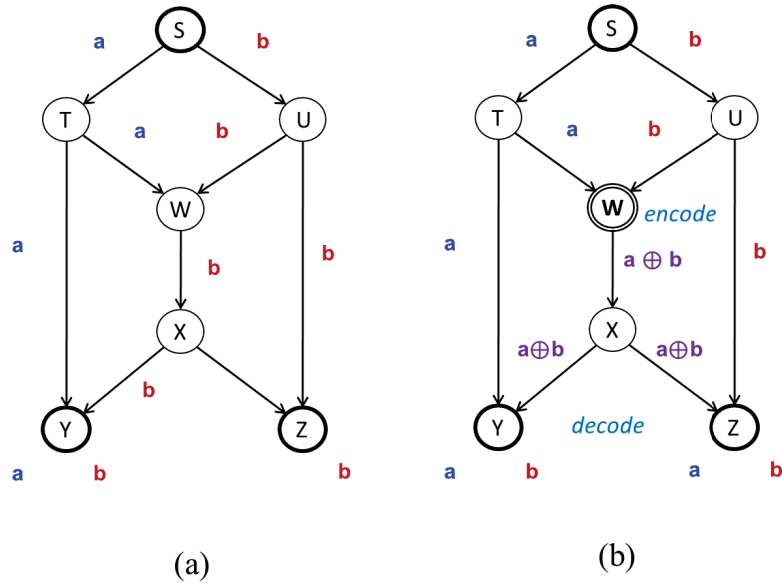 S
a b
T a b U
W
a b b
X
b
Y Z
a b b
(a)
S
a b
T a b U
W encode
a a ⊕ b b
X
a⊕b a⊕b
Y decode Z
a b a b
(b)